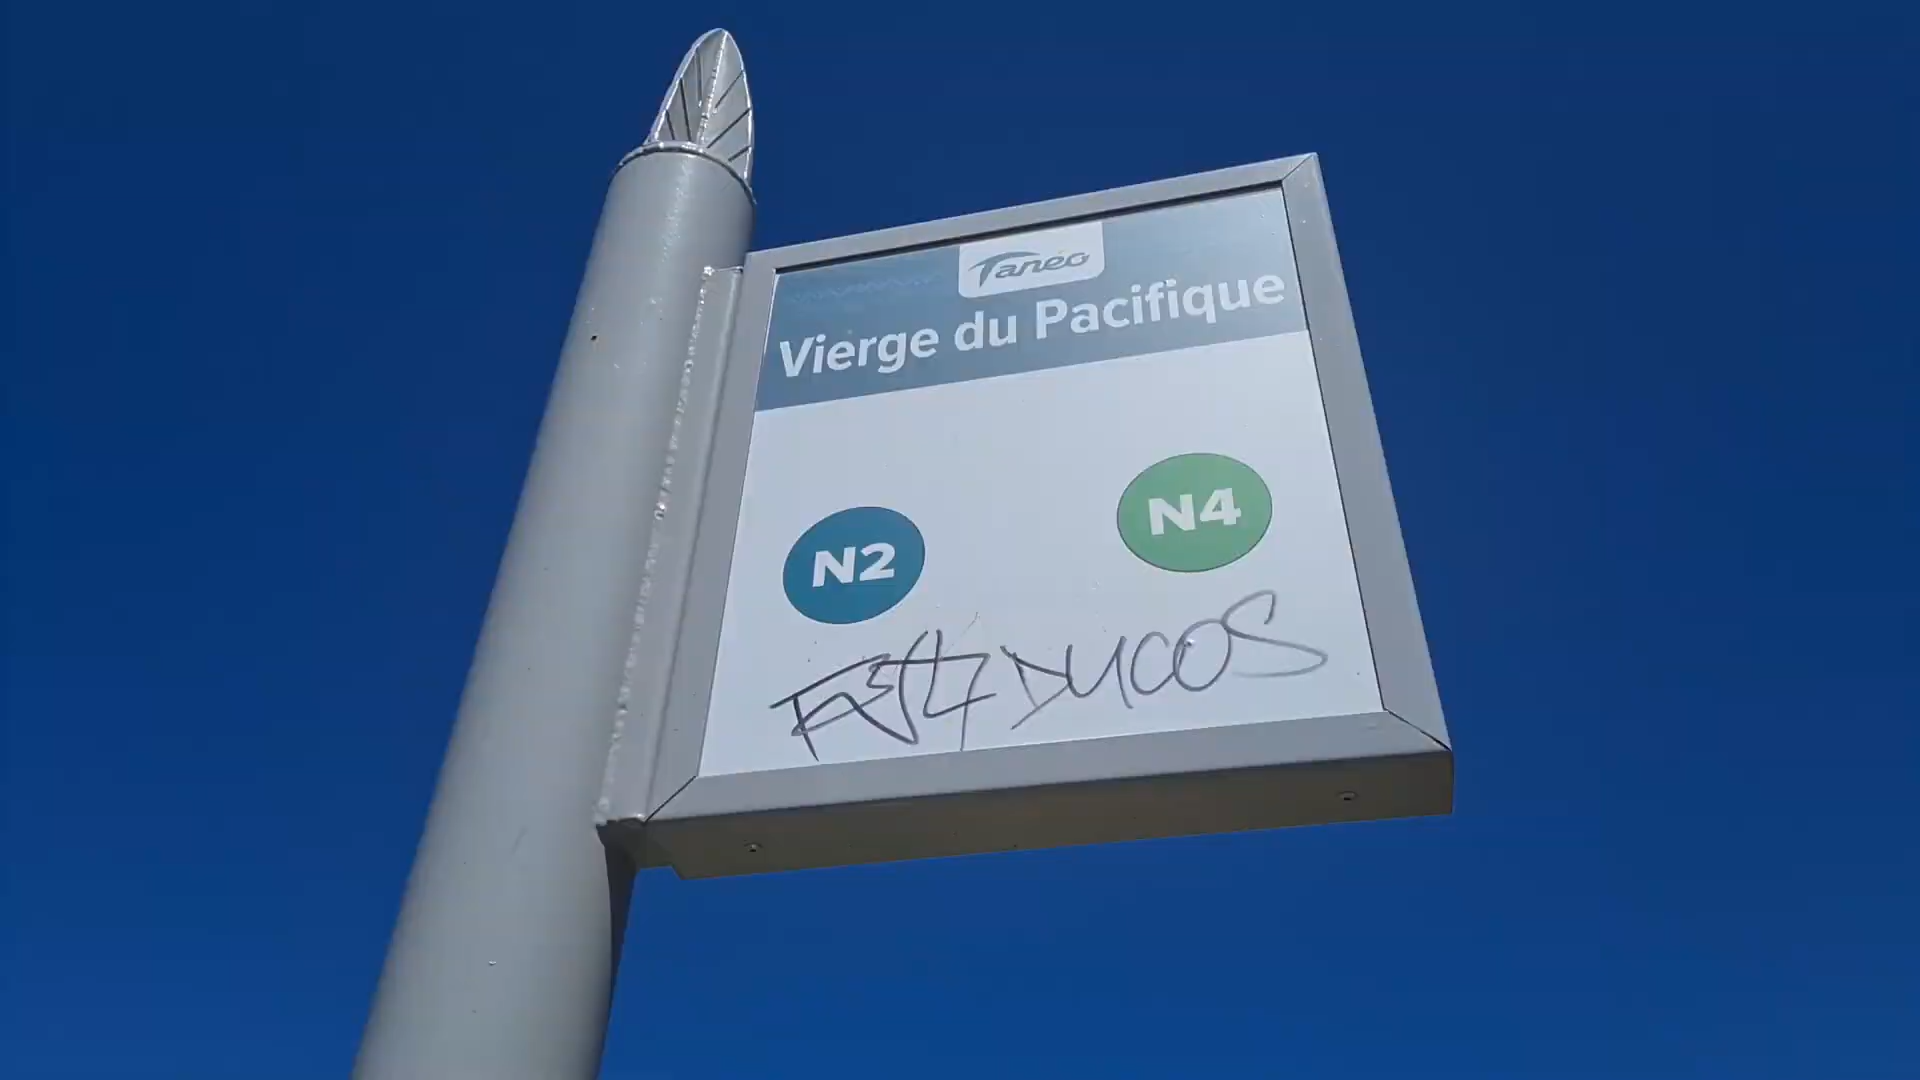 Tanéo
Vierge du Pacifique
N2 N4
DUCOS